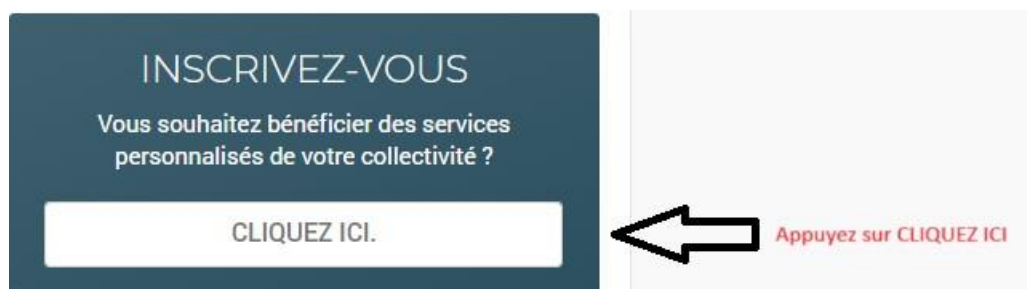 INSCRIVEZ-VOUS
Vous souhaitez bénéficier des services
personnalisés de votre collectivité ?
CLIQUEZ ICI.
Appuyez sur CLIQUEZ ICI